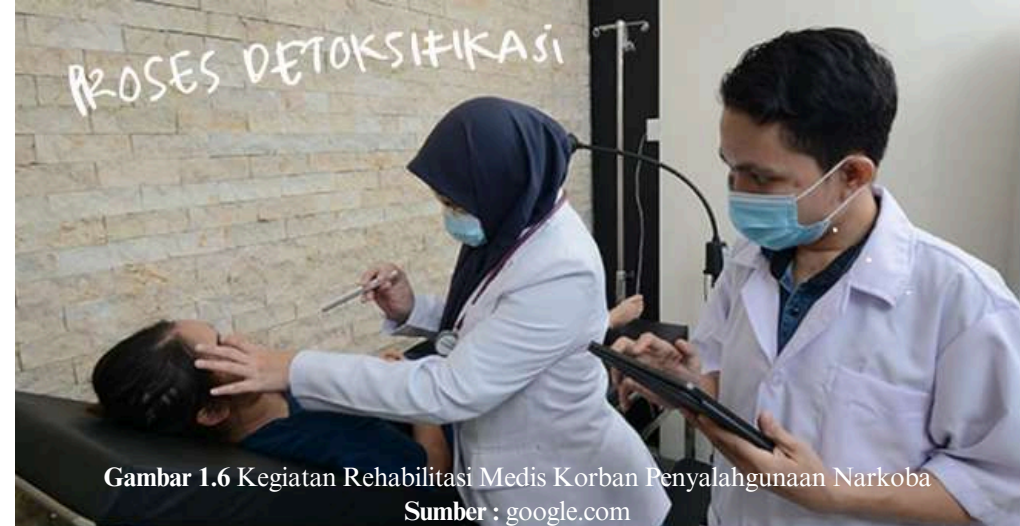 PROSES DETOKSIFIKASi
Gambar 1.6 Kegiatan Rehabilitasi Medis Korban Penyalahgunaan Narkoba
Sumber : google.com